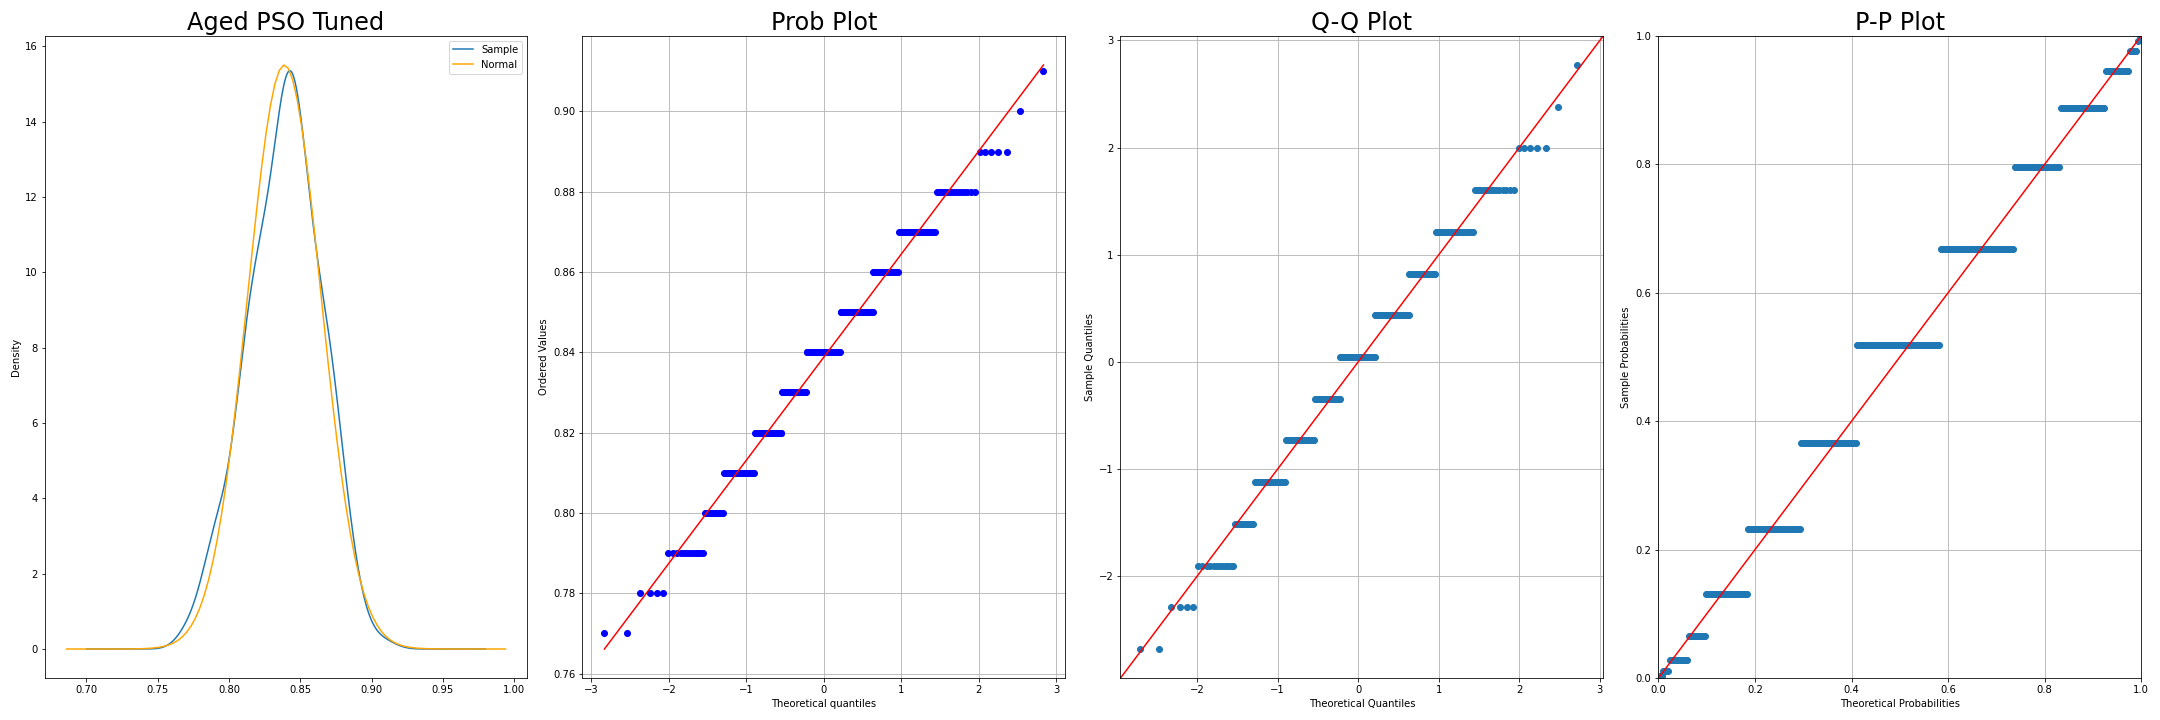 Aged PSO Tuned
Prob Plot
Q-Q Plot
P-P Plot
Sample
Normal
Density
16
14
12
10
8
6
4
2
0
0.70 0.75 0.80 0.85 0.90 0.95 1.00
Ordered Values
0.90
0.88
0.86
0.84
0.82
0.80
0.78
0.76
−3 −2 −1 0 1 2 3
Theoretical quantiles
Sample Quantiles
3
2
1
0
−1
−2
−2 −1 0 1 2 3
Theoretical Quantiles
Sample Probabilities
1.0
0.8
0.6
0.4
0.2
0.0
0.0 0.2 0.4 0.6 0.8 1.0
Theoretical Probabilities